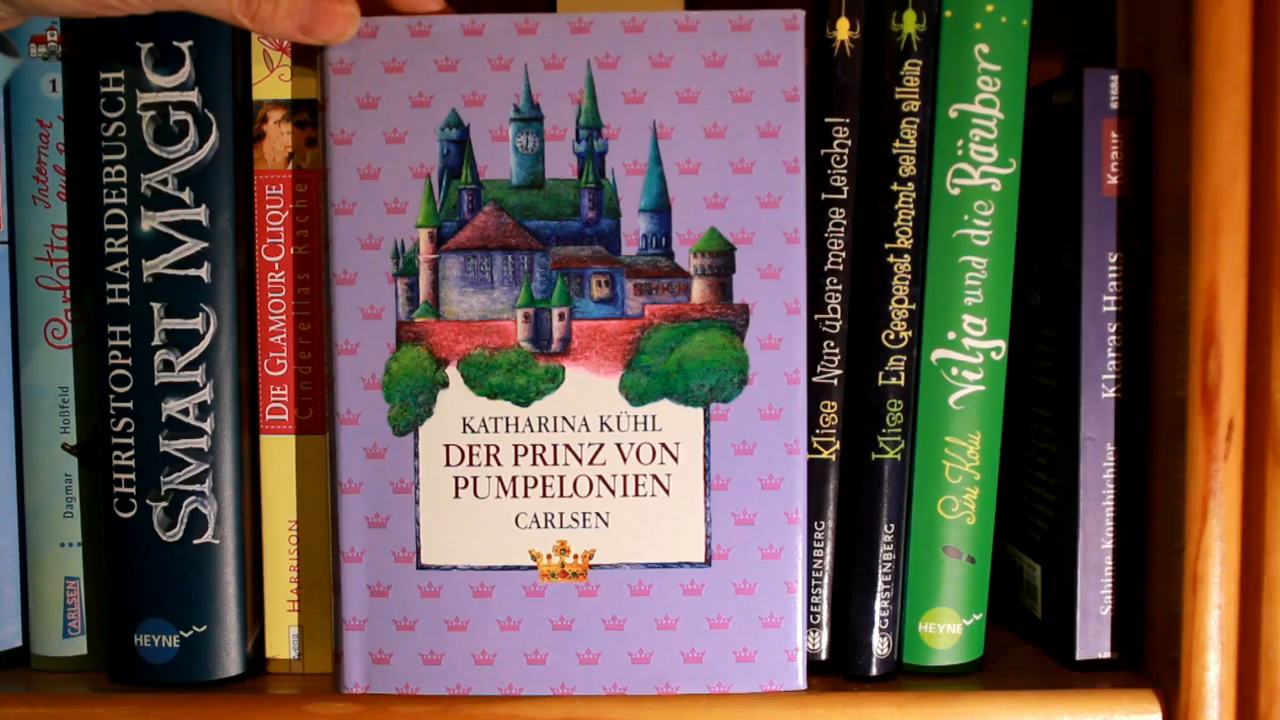 1
Carlotta
Internat
Dagmar Hoßfeld
CARLSEN
CHRISTOPH HARDEBUSCH
SMART MAGIC
HEYNE
DIE GLAMOUR-CLIQUE
Cinderellas Rache
HARRISON
KATHARINA KÜHL
DER PRINZ VON
PUMPELONIEN
CARLSEN
Klise Nur über meine Leiche!
GERSTENBERG
Klise Ein Gespenst kommt selten allein
GERSTENBERG
Siri Kolu Vilja und die Räuber
HEYNE
Sabine Kornbichler Klaras Haus
Knaur
61684